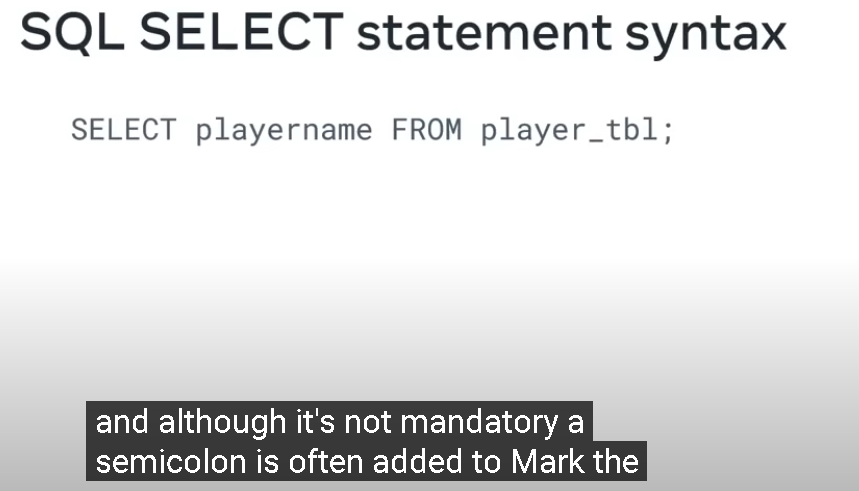 SQL SELECT statement syntax
SELECT playername FROM player_tbl;
and although it's not mandatory a
semicolon is often added to Mark the